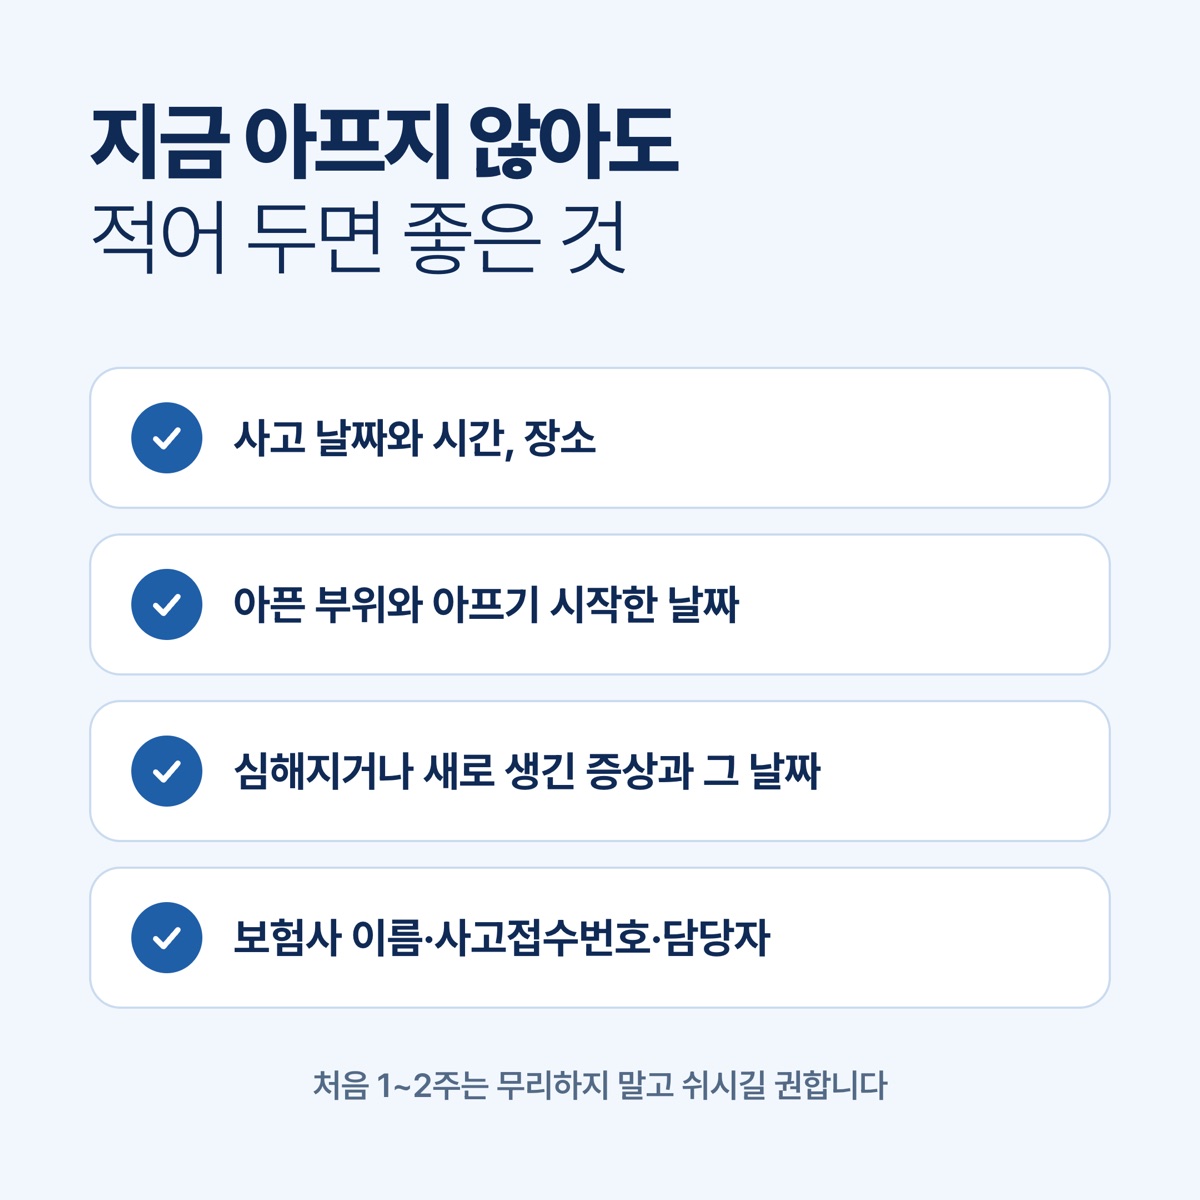 지금 아프지 않아도
적어 두면 좋은 것
사고 날짜와 시간, 장소
아픈 부위와 아프기 시작한 날짜
심해지거나 새로 생긴 증상과 그 날짜
보험사 이름·사고접수번호·담당자
처음 1~2주는 무리하지 말고 쉬시길 권합니다